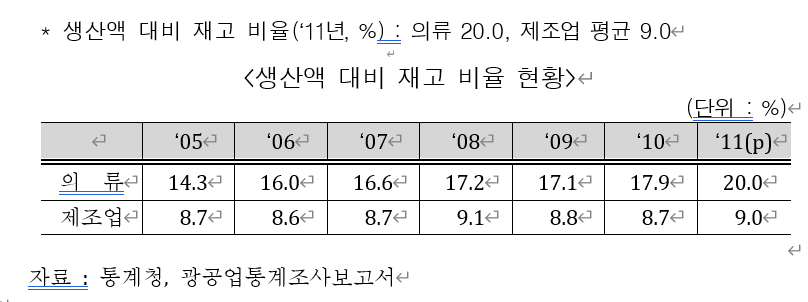 * 생산액 대비 재고 비율(‘11년, %) : 의류 20.0, 제조업 평균 9.0
<생산액 대비 재고 비율 현황>
(단위 : %)
‘05 ‘06 ‘07 ‘08 ‘09 ‘10 ‘11(p)
의 류 14.3 16.0 16.6 17.2 17.1 17.9 20.0
제조업 8.7 8.6 8.7 9.1 8.8 8.7 9.0
자료 : 통계청, 광공업통계조사보고서